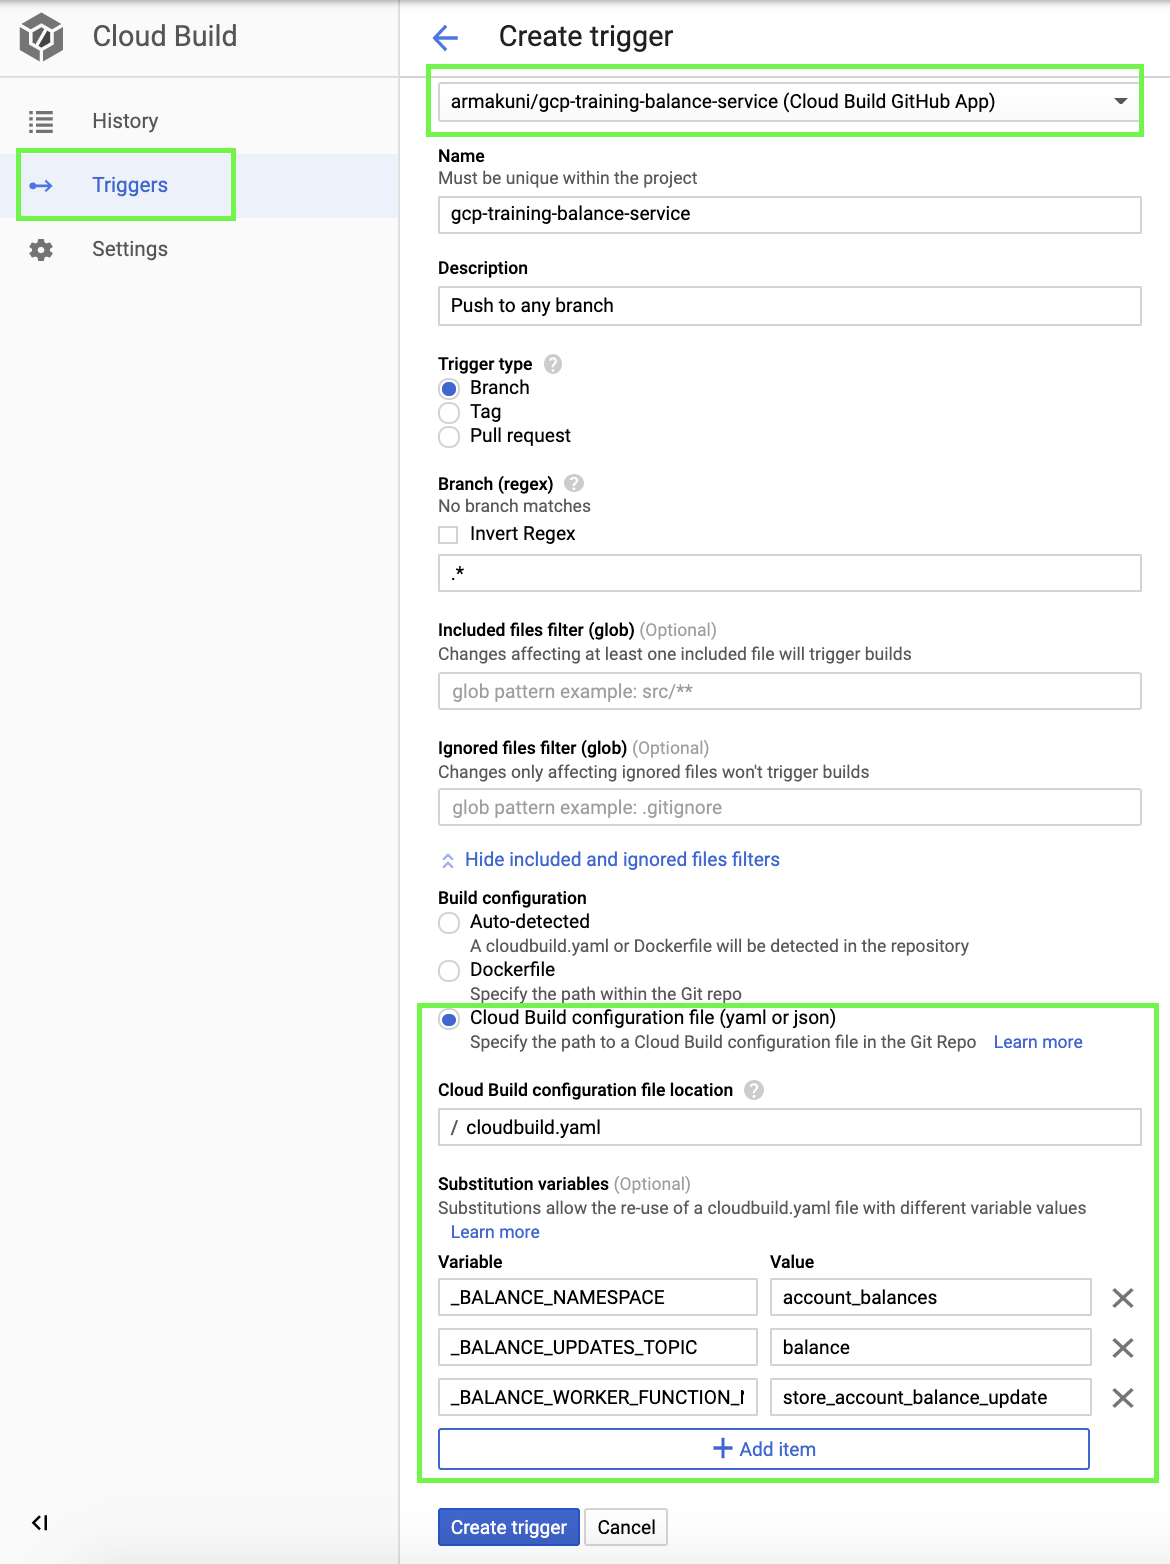 Cloud Build
History
Triggers
Settings
Create trigger
armakuni/gcp-training-balance-service (Cloud Build GitHub App)
Name
Must be unique within the project
gcp-training-balance-service
Description
Push to any branch
Trigger type ?
Branch
Tag
Pull request
Branch (regex) ?
No branch matches
Invert Regex
.*
Included files filter (glob) (Optional)
Changes affecting at least one included file will trigger builds
glob pattern example: src/**
Ignored files filter (glob) (Optional)
Changes only affecting ignored files won't trigger builds
glob pattern example: .gitignore
Hide included and ignored files filters
Build configuration
Auto-detected
A cloudbuild.yaml or Dockerfile will be detected in the repository
Dockerfile
Specify the path within the Git repo
Cloud Build configuration file (yaml or json)
Specify the path to a Cloud Build configuration file in the Git Repo Learn more
Cloud Build configuration file location ?
/ cloudbuild.yaml
Substitution variables (Optional)
Substitutions allow the re-use of a cloudbuild.yaml file with different variable values
Learn more
Variable Value
_BALANCE_NAMESPACE account_balances
_BALANCE_UPDATES_TOPIC balance
_BALANCE_WORKER_FUNCTION_ store_account_balance_update
+ Add item
Create trigger Cancel